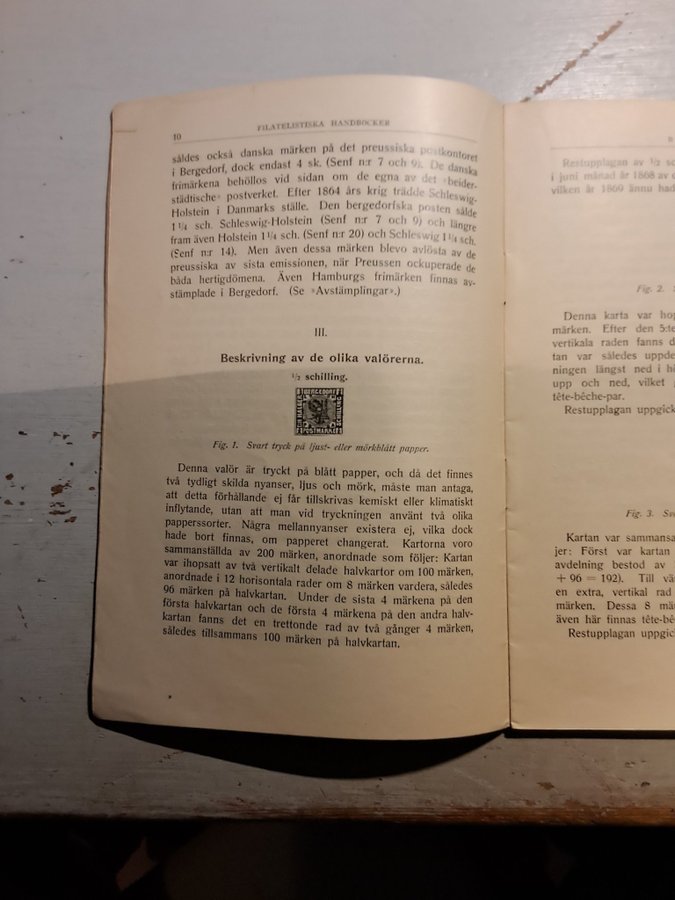 10
FILATELISTISKA HANDBÖCKER
såldes också danska märken på det preussiska postkontoret
i Bergedorf, dock endast 4 sk. (Senf n:r 7 och 9). De danska
frimärkena behöllos vid sidan om de egna av det »beider-
städtische» postverket. Efter 1864 års krig trädde Schleswig-
Holstein i Danmarks ställe. Den bergedorfska posten sålde
1¼ sch. Schleswig-Holstein (Senf n:r 7 och 9) och längre
fram även Holstein 1¼ sch. (Senf n:r 20) och Schleswig 1¼ sch.
(Senf n:r 14). Men även dessa märken blevo avlösta av de
preussiska av sista emissionen, när Preussen ockuperade de
båda hertigdömena. Även Hamburgs frimärken finnas av-
stämplade i Bergedorf. (Se »Avstämplingar».)
III.
Beskrivning av de olika valörerna.
½ schilling.
BERGEDORF
HALBER
SCHILLING
POSTMARKE
Fig. 1. Svart tryck på ljust- eller mörkblått papper.
Denna valör är tryckt på blått papper, och då det finnes
två tydligt skilda nyanser, ljus och mörk, måste man antaga,
att detta förhållande ej får tillskrivas kemiskt eller klimatiskt
inflytande, utan att man vid tryckningen använt två olika
papperssorter. Några mellannyanser existera ej, vilka dock
hade bort finnas, om papperet changerat. Kartorna voro
sammanställda av 200 märken, anordnade som följer: Kartan
var ihopsatt av två vertikalt delade halvkartor om 100 märken,
anordnade i 12 horisontala rader om 8 märken vardera, således
96 märken på halvkartan. Under de sista 4 märkena på den
första halvkartan och de första 4 märkena på den andra halv-
kartan fanns det en trettonde rad av två gånger 4 märken,
således tillsammans 100 märken på halvkartan.
Restupplagan av ½
i juni månad år 1868 av
vilken år 1869 ännu had
Fig. 2.
Denna karta var
märken. Efter den 5:te
vertikala raden fanns
tan var således
ningen längst ned i
upp och ned, vilket
tête-bêche-par.
Restupplagan uppgick
Fig. 3.
Kartan var sammansa
jer: Först var kartan
avdelning bestod av
+ 96 = 192). Till
en extra, vertikal rad
märken. Dessa 8
även här finnas
Restupplagan